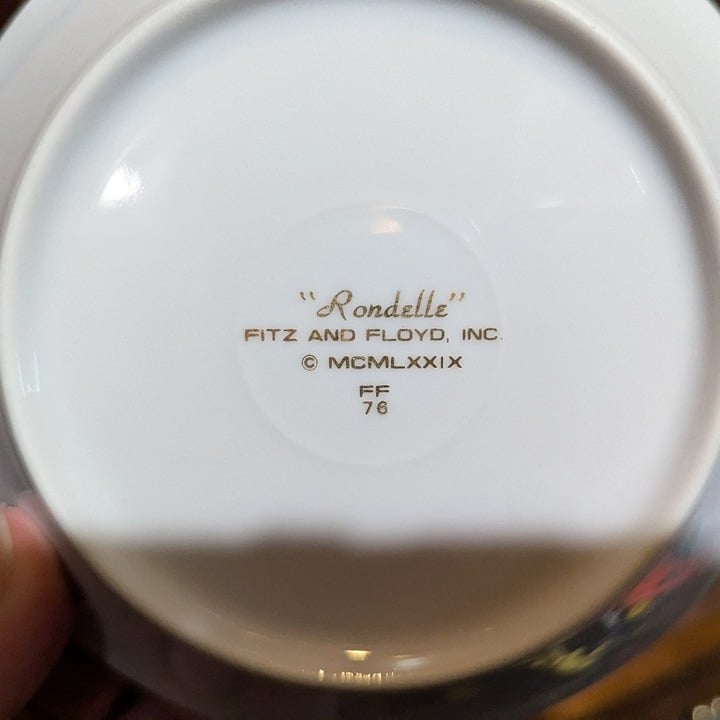 "Rondelle"
FITZ AND FLOYD, INC.
© MCMLXXIX
FF
76